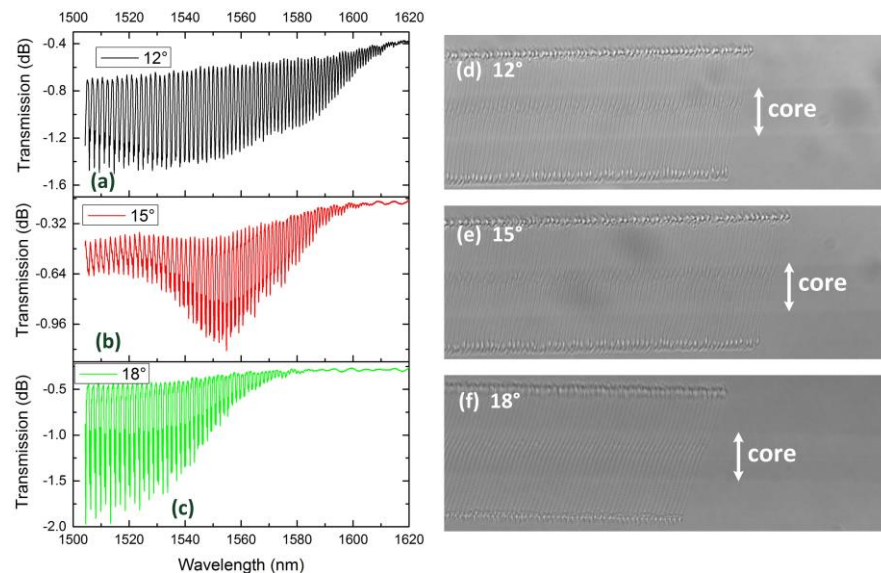 1500 1520 1540 1560 1580 1600 1620
-0.4
-0.8
-1.2
-1.6
Transmission (dB)
12°
(a)
-0.32
-0.64
-0.96
Transmission (dB)
15°
(b)
-0.5
-1.0
-1.5
-2.0
Transmission (dB)
18°
(c)
1500 1520 1540 1560 1580 1600 1620
Wavelength (nm)
(d) 12°
core
(e) 15°
core
(f) 18°
core